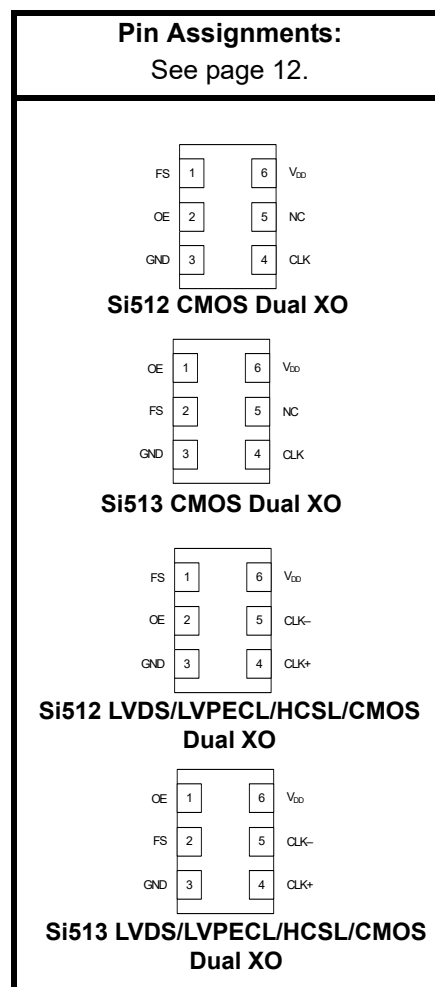 Pin Assignments:
See page 12.
FS 1 6 VDD
OE 2 5 NC
GND 3 4 CLK
Si512 CMOS Dual XO
OE 1 6 VDD
FS 2 5 NC
GND 3 4 CLK
Si513 CMOS Dual XO
FS 1 6 VDD
OE 2 5 CLK–
GND 3 4 CLK+
Si512 LVDS/LVPECL/HCSL/CMOS
Dual XO
OE 1 6 VDD
FS 2 5 CLK–
GND 3 4 CLK+
Si513 LVDS/LVPECL/HCSL/CMOS
Dual XO